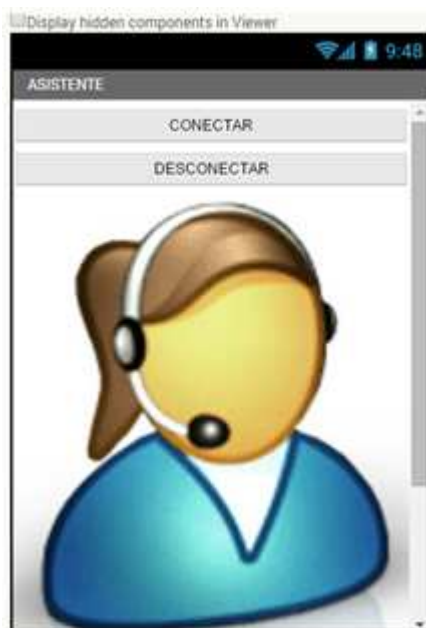 Display hidden components in Viewer
9:48
ASISTENTE
CONECTAR
DESCONECTAR